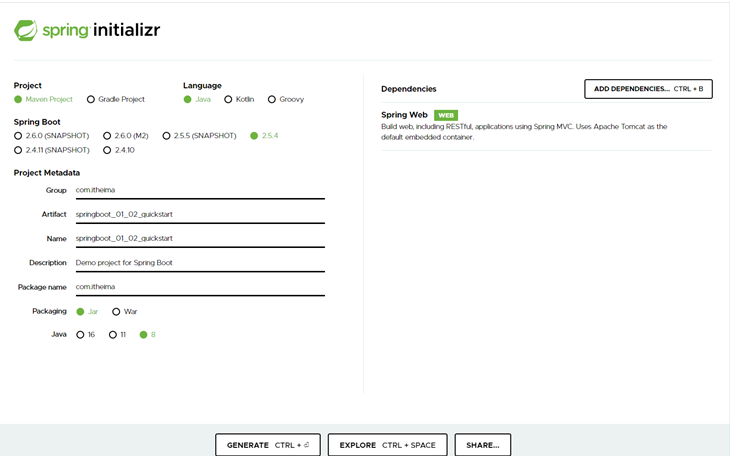 spring initializr
Project
Maven Project Gradle Project
Language
Java Kotlin Groovy
Spring Boot
2.6.0 (SNAPSHOT) 2.6.0 (M2) 2.5.5 (SNAPSHOT) 2.5.4
2.4.11 (SNAPSHOT) 2.4.10
Project Metadata
Group com.itheima
Artifact springboot_01_02_quickstart
Name springboot_01_02_quickstart
Description Demo project for Spring Boot
Package name com.itheima
Packaging Jar War
Java 16 11 8
Dependencies ADD DEPENDENCIES... CTRL + B
Spring Web WEB
Build web, including RESTful, applications using Spring MVC. Uses Apache Tomcat as the
default embedded container.
GENERATE CTRL + ⏎ EXPLORE CTRL + SPACE SHARE...